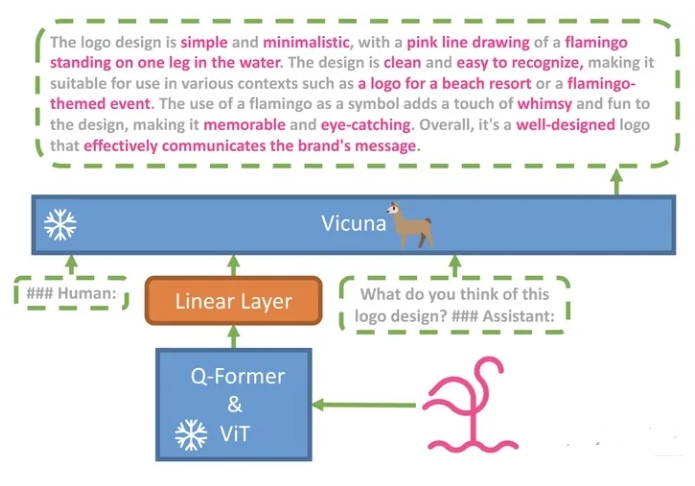 The logo design is simple and minimalistic, with a pink line drawing of a flamingo
standing on one leg in the water. The design is clean and easy to recognize, making it
suitable for use in various contexts such as a logo for a beach resort or a flamingo-
themed event. The use of a flamingo as a symbol adds a touch of whimsy and fun to
the design, making it memorable and eye-catching. Overall, it's a well-designed logo
that effectively communicates the brand's message.
Vicuna
### Human:
Linear Layer
What do you think of this
logo design? ### Assistant:
Q-Former
&
ViT